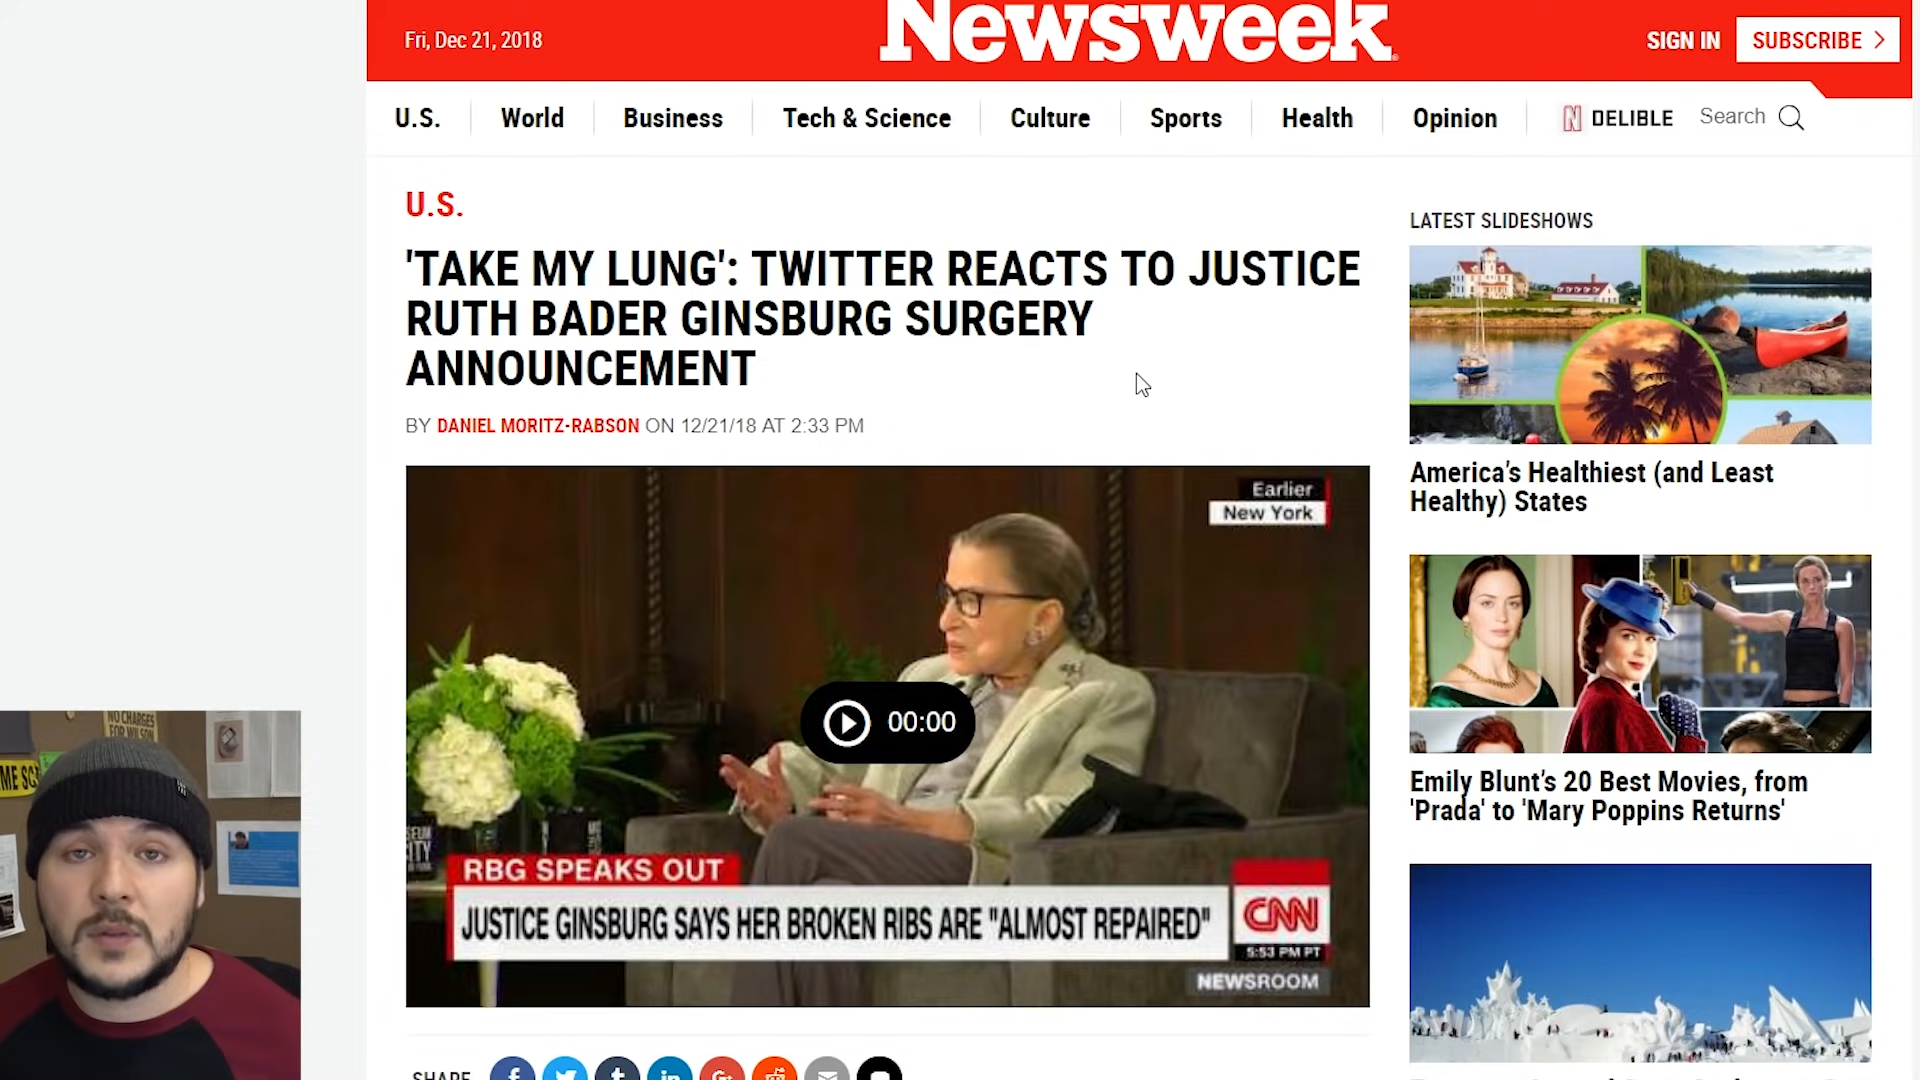 Fri, Dec 21, 2018
Newsweek
SIGN IN
SUBSCRIBE
U.S.
World
Business
Tech & Science
Culture
Sports
Health
Opinion
N DELIBLE
Search
U.S.
'TAKE MY LUNG': TWITTER REACTS TO JUSTICE
RUTH BADER GINSBURG SURGERY
ANNOUNCEMENT
BY DANIEL MORITZ-RABSON ON 12/21/18 AT 2:33 PM
Earlier
New York
00:00
RBG SPEAKS OUT
JUSTICE GINSBURG SAYS HER BROKEN RIBS ARE "ALMOST REPAIRED"
CNN
5:53 PM PT
NEWSROOM
SHARE
LATEST SLIDESHOWS
America's Healthiest (and Least
Healthy) States
Emily Blunt's 20 Best Movies, from
'Prada' to 'Mary Poppins Returns'
NO CHARGES
FOR WILSON